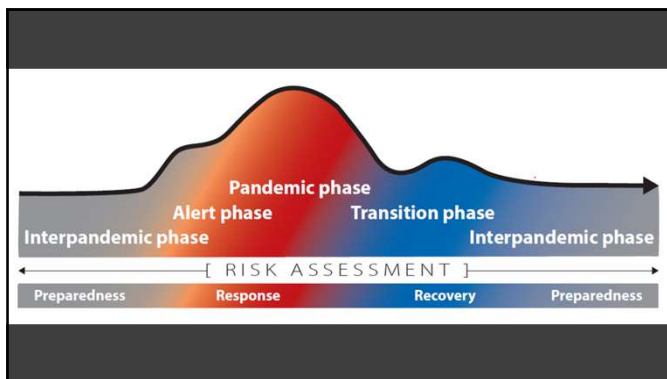 Pandemic phase
Alert phase
Transition phase
Interpandemic phase
Interpandemic phase
[ RISK ASSESSMENT ]
Preparedness
Response
Recovery
Preparedness